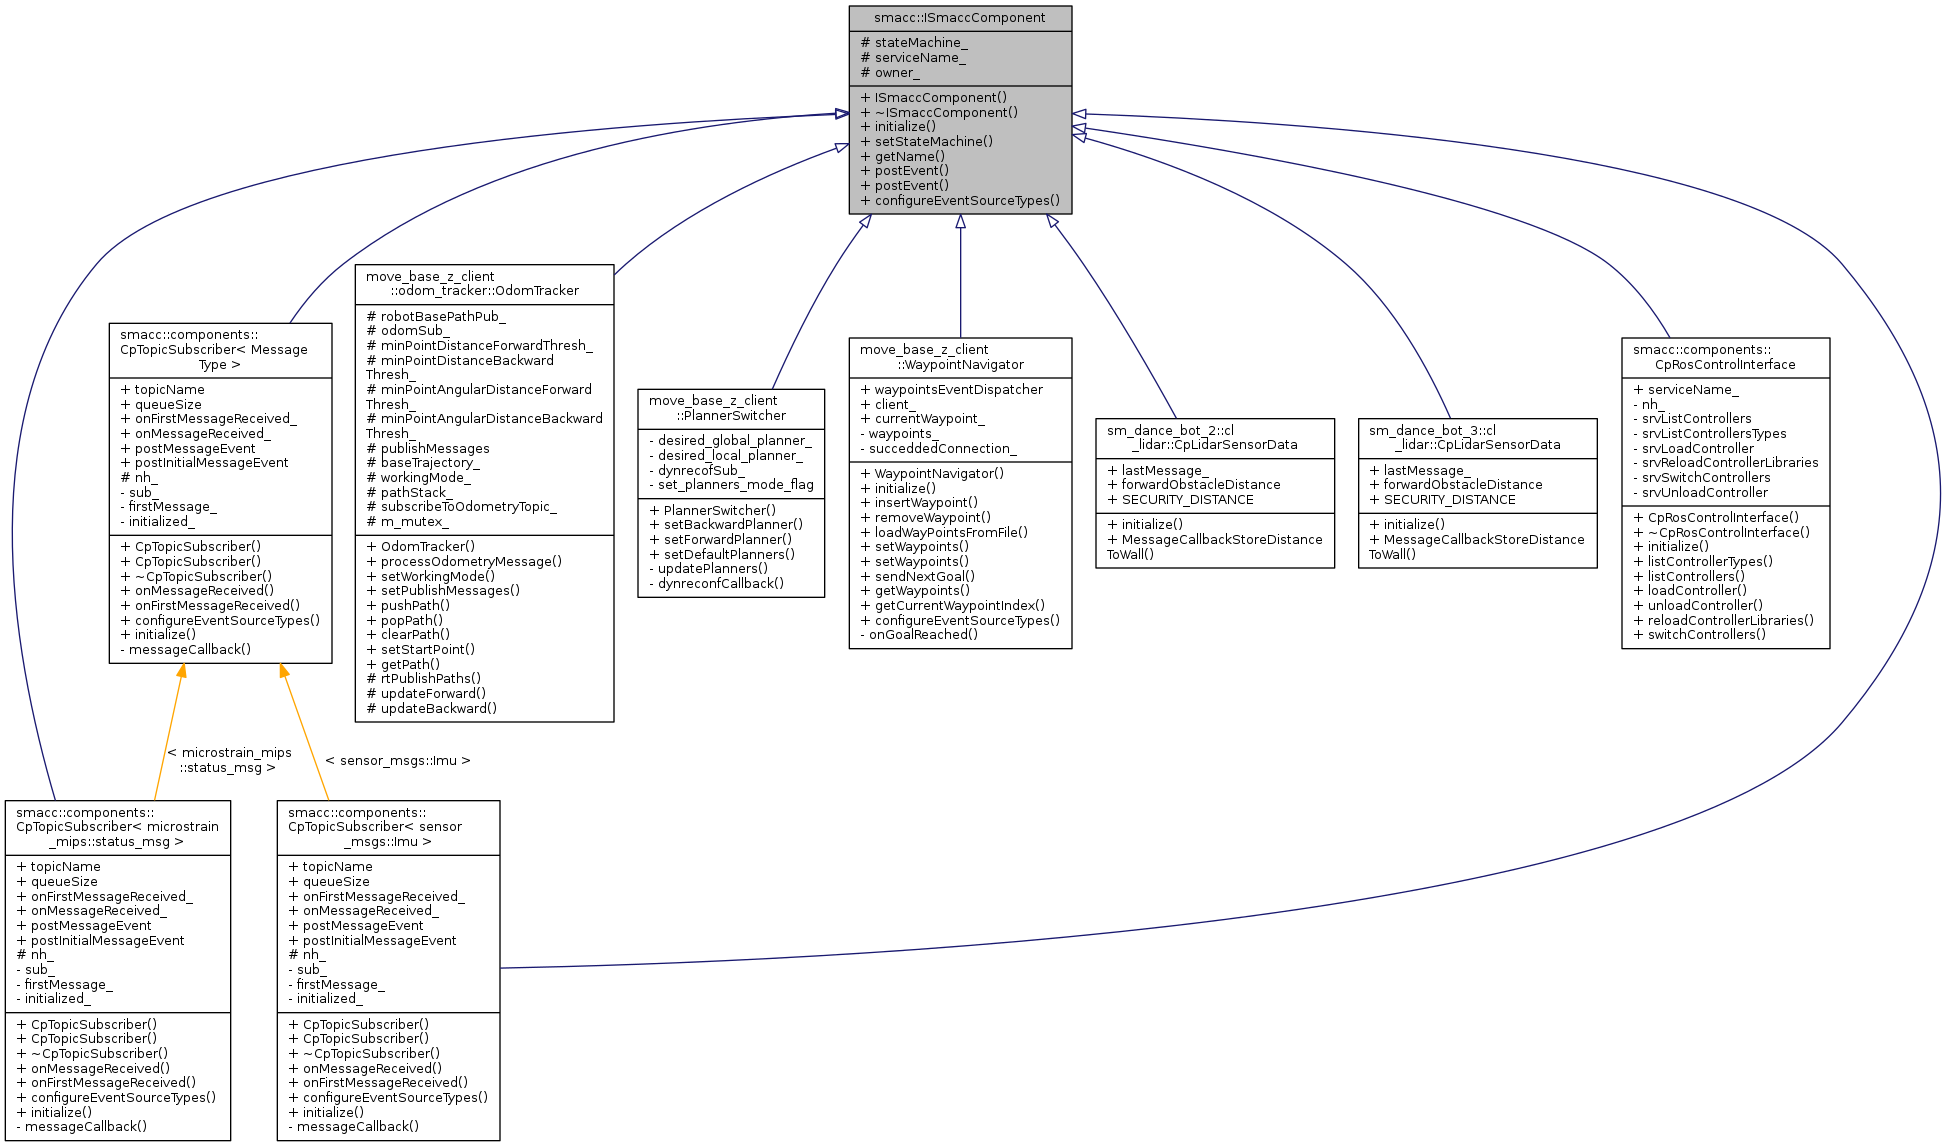 smacc::ISmaccComponent
# stateMachine_
# serviceName_
# owner_
+ ISmaccComponent()
+ ~ISmaccComponent()
+ initialize()
+ setStateMachine()
+ getName()
+ postEvent()
+ postEvent()
+ configureEventSourceTypes()
smacc::components::
CpTopicSubscriber< Message
Type >
+ topicName
+ queueSize
+ onFirstMessageReceived_
+ onMessageReceived_
+ postMessageEvent
+ postInitialMessageEvent
# nh_
- sub_
- firstMessage_
- initialized_
+ CpTopicSubscriber()
+ CpTopicSubscriber()
+ ~CpTopicSubscriber()
+ onMessageReceived()
+ onFirstMessageReceived()
+ configureEventSourceTypes()
+ initialize()
- messageCallback()
move_base_z_client
::odom_tracker::OdomTracker
# robotBasePathPub_
# odomSub_
# minPointDistanceForwardThresh_
# minPointDistanceBackward
Thresh_
# minPointAngularDistanceForward
Thresh_
# minPointAngularDistanceBackward
Thresh_
# publishMessages
# baseTrajectory_
# workingMode_
# pathStack_
# subscribeToOdometryTopic_
# m_mutex_
+ OdomTracker()
+ processOdometryMessage()
+ setWorkingMode()
+ setPublishMessages()
+ pushPath()
+ popPath()
+ clearPath()
+ setStartPoint()
+ getPath()
# rtPublishPaths()
# updateForward()
# updateBackward()
move_base_z_client
::PlannerSwitcher
- desired_global_planner_
- desired_local_planner_
- dynrecofSub_
- set_planners_mode_flag
+ PlannerSwitcher()
+ setBackwardPlanner()
+ setForwardPlanner()
+ setDefaultPlanners()
- updatePlanners()
- dynreconfCallback()
move_base_z_client
::WaypointNavigator
+ waypointsEventDispatcher
+ client_
+ currentWaypoint_
- waypoints_
- succeddedConnection_
+ WaypointNavigator()
+ initialize()
+ insertWaypoint()
+ removeWaypoint()
+ loadWayPointsFromFile()
+ setWaypoints()
+ setWaypoints()
+ sendNextGoal()
+ getWaypoints()
+ getCurrentWaypointIndex()
+ configureEventSourceTypes()
- onGoalReached()
sm_dance_bot_2::cl
_lidar::CpLidarSensorData
+ lastMessage_
+ forwardObstacleDistance
+ SECURITY_DISTANCE
+ initialize()
+ MessageCallbackStoreDistance
ToWall()
sm_dance_bot_3::cl
_lidar::CpLidarSensorData
+ lastMessage_
+ forwardObstacleDistance
+ SECURITY_DISTANCE
+ initialize()
+ MessageCallbackStoreDistance
ToWall()
smacc::components::
CpRosControlInterface
+ serviceName_
- nh_
- srvListControllers
- srvListControllersTypes
- srvLoadController
- srvReloadControllerLibraries
- srvSwitchControllers
- srvUnloadController
+ CpRosControlInterface()
+ ~CpRosControlInterface()
+ initialize()
+ listControllerTypes()
+ listControllers()
+ loadController()
+ unloadController()
+ reloadControllerLibraries()
+ switchControllers()
< microstrain_mips
::status_msg >
< sensor_msgs::Imu >
smacc::components::
CpTopicSubscriber< microstrain
_mips::status_msg >
+ topicName
+ queueSize
+ onFirstMessageReceived_
+ onMessageReceived_
+ postMessageEvent
+ postInitialMessageEvent
# nh_
- sub_
- firstMessage_
- initialized_
+ CpTopicSubscriber()
+ CpTopicSubscriber()
+ ~CpTopicSubscriber()
+ onMessageReceived()
+ onFirstMessageReceived()
+ configureEventSourceTypes()
+ initialize()
- messageCallback()
smacc::components::
CpTopicSubscriber< sensor
_msgs::Imu >
+ topicName
+ queueSize
+ onFirstMessageReceived_
+ onMessageReceived_
+ postMessageEvent
+ postInitialMessageEvent
# nh_
- sub_
- firstMessage_
- initialized_
+ CpTopicSubscriber()
+ CpTopicSubscriber()
+ ~CpTopicSubscriber()
+ onMessageReceived()
+ onFirstMessageReceived()
+ configureEventSourceTypes()
+ initialize()
- messageCallback()